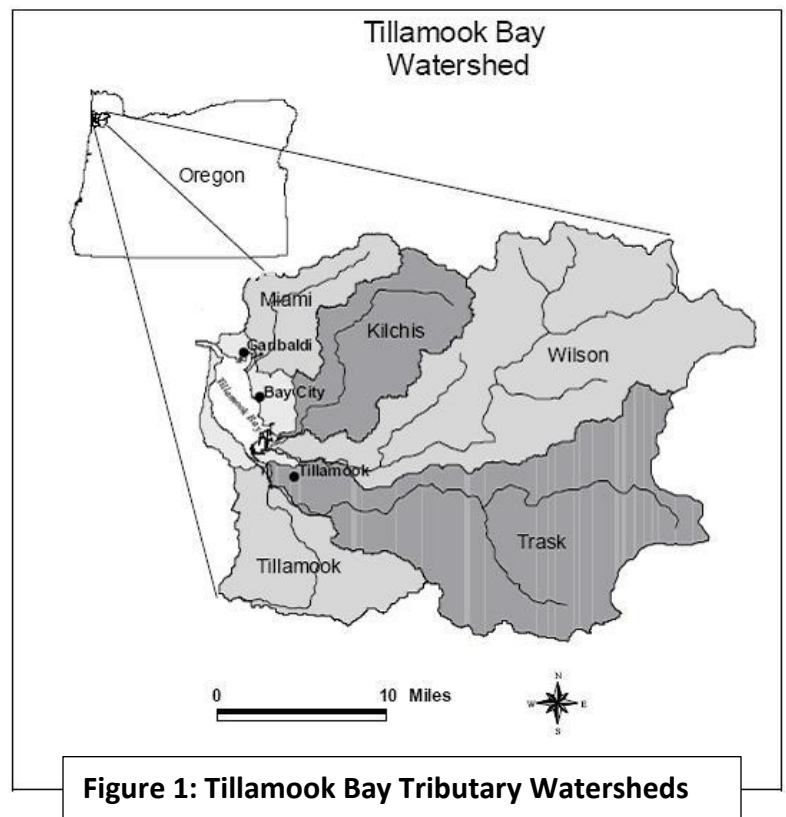 Tillamook Bay
Watershed
Oregon
Miami
Kilchis
Garibaldi
Wilson
Bay City
Tillamook Bay
Tillamook
Trask
Tillamook
0 10 Miles
N
W E
S
Figure 1: Tillamook Bay Tributary Watersheds